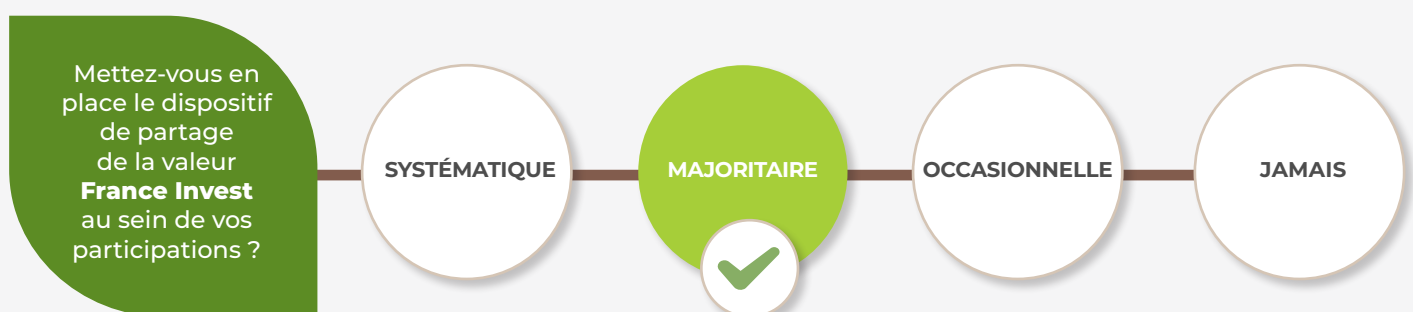 Mettez-vous en
place le dispositif
de partage
de la valeur
France Invest
au sein de vos
participations ?
SYSTÉMATIQUE
MAJORITAIRE
OCCASIONNELLE
JAMAIS